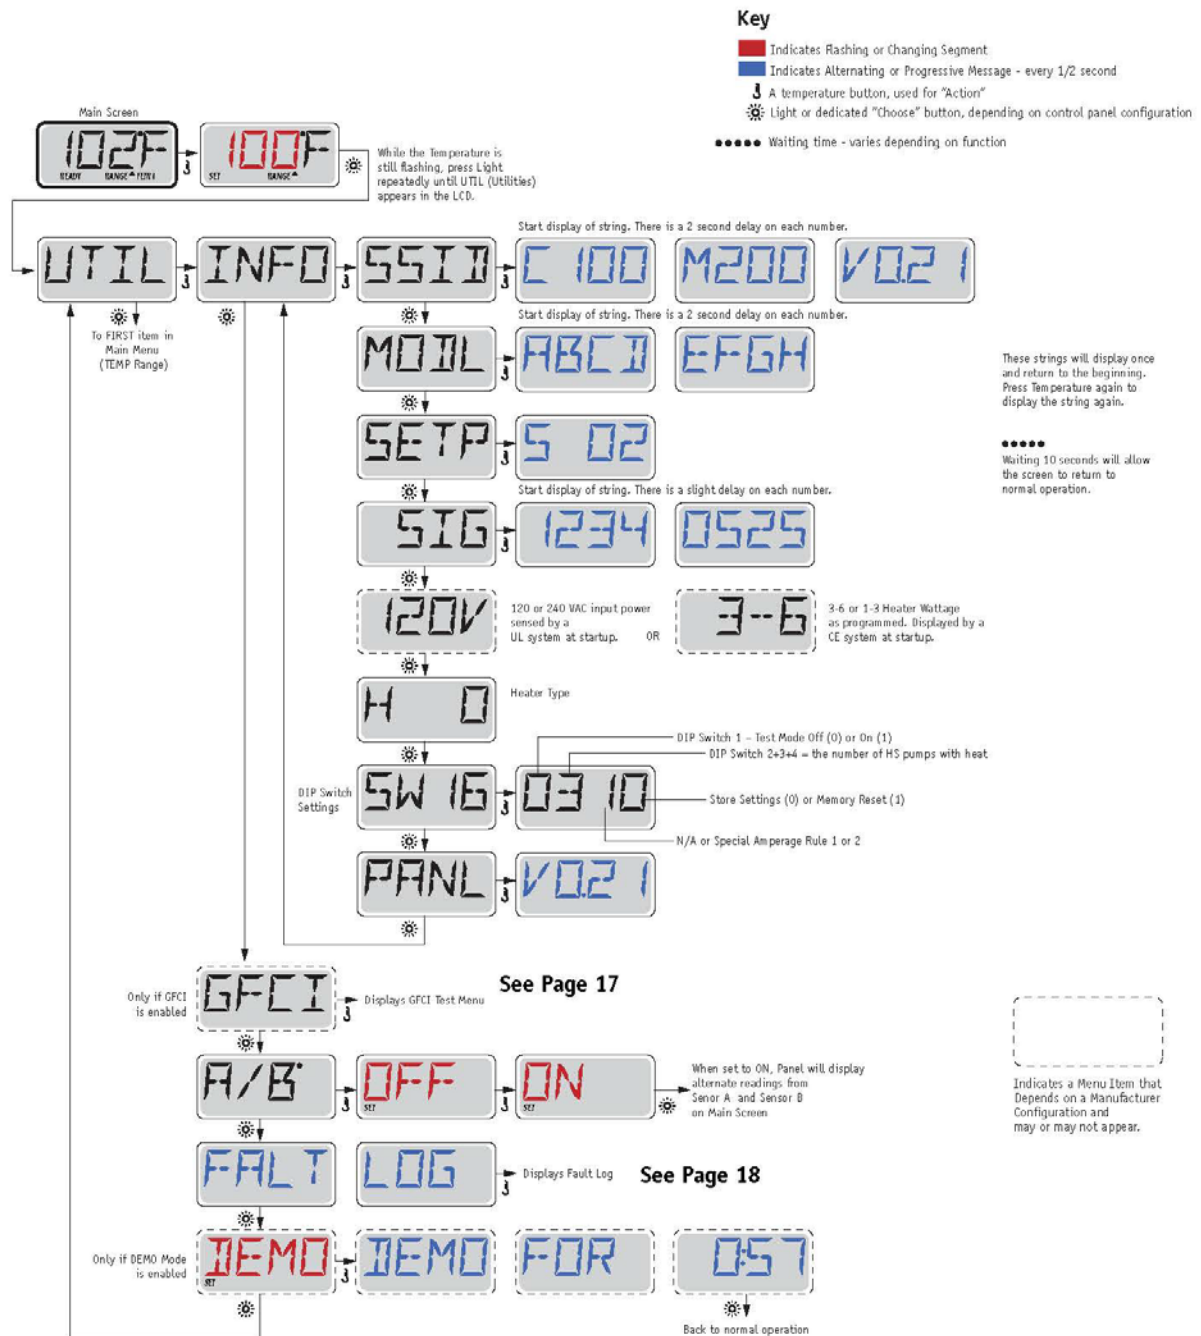 Key
Indicates Flashing or Changing Segment
Indicates Alternating or Progressive Message - every 1/2 second
A temperature button, used for "Action"
Light or dedicated "Choose" button, depending on control panel configuration
Waiting time - varies depending on function
Main Screen
102°F
READY RANGE
100°F
SET RANGE
While the Temperature is
still flashing, press Light
repeatedly until UTIL (Utilities)
appears in the LCD.
Start display of string. There is a 2 second delay on each number.
UTIL INFO SSID C100 M200 V0.21
To FIRST item in
Main Menu
(TEMP Range)
Start display of string. There is a 2 second delay on each number.
MODL ABCD EFGH
These strings will display once
and return to the beginning.
Press Temperature again to
display the string again.
SETP S 02
Waiting 10 seconds will allow
the screen to return to
normal operation.
Start display of string. There is a slight delay on each number.
SIG 1234 0525
120V
120 or 240 VAC input power
sensed by a
UL system at startup.
OR
3--6
3-6 or 1-3 Heater Wattage
as programmed. Displayed by a
CE system at startup.
H 0
Heater Type
DIP Switch 1 – Test Mode Off (0) or On (1)
DIP Switch 2+3+4 = the number of HS pumps with heat
DIP Switch
Settings
SW16 0310
Store Settings (0) or Memory Reset (1)
N/A or Special Amperage Rule 1 or 2
PANL V0.21
Only if GFCI
is enabled
GFCI
Displays GFCI Test Menu
See Page 17
A/B°
OFF
SET
ON
SET
When set to ON, Panel will display
alternate readings from
Senor A and Sensor B
on Main Screen
Indicates a Menu Item that
Depends on a Manufacturer
Configuration and
may or may not appear.
FALT LOG
Displays Fault Log
See Page 18
Only if DEMO Mode
is enabled
DEMO
SET
DEMO FOR 0:57
Back to normal operation